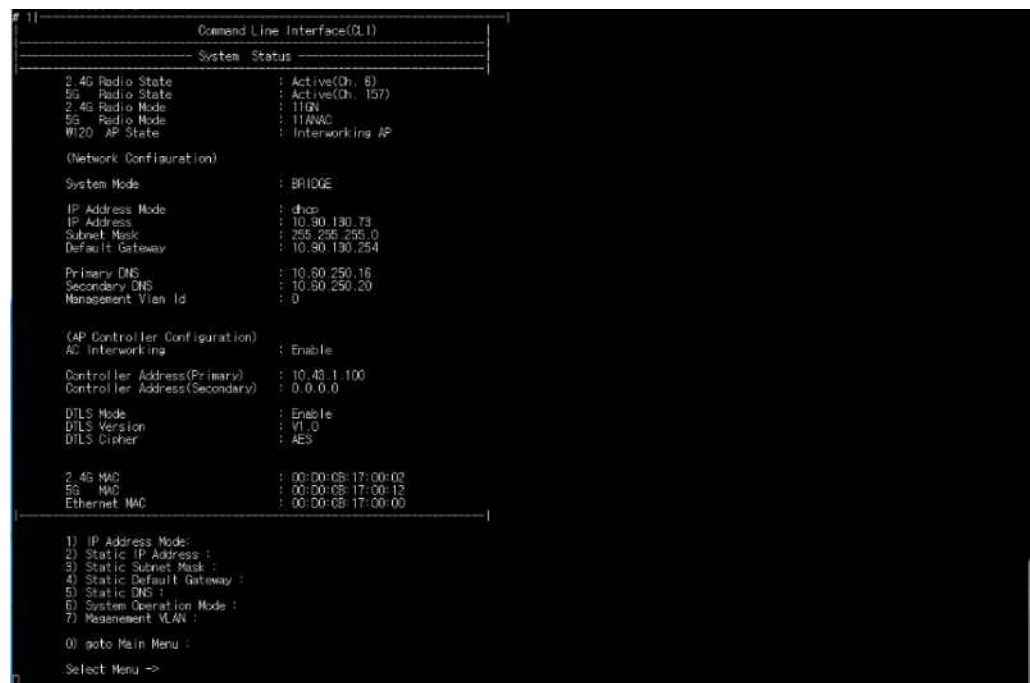 # 1|
Command Line Interface(CLI)
System Status
2.4G Radio State : Active(Ch. 6)
5G Radio State : Active(Ch. 157)
2.4G Radio Mode : 11GN
5G Radio Mode : 11ANAC
W120 AP State : Interworking AP
(Network Configuration)
System Mode : BRIDGE
IP Address Mode : dhcp
IP Address : 10.90.130.73
Subnet Mask : 255.255.255.0
Default Gateway : 10.90.130.254
Primary DNS : 10.60.250.16
Secondary DNS : 10.60.250.20
Management Vlan Id : 0
(AP Controller Configuration)
AC Interworking : Enable
Controller Address(Primary) : 10.43.1.100
Controller Address(Secondary) : 0.0.0.0
DTLS Mode : Enable
DTLS Version : V1.0
DTLS Cipher : AES
2.4G MAC : 00:D0:CB:17:00:02
5G MAC : 00:D0:CB:17:00:12
Ethernet MAC : 00:D0:CB:17:00:00
1) IP Address Mode:
2) Static IP Address :
3) Static Subnet Mask :
4) Static Default Gateway :
5) Static DNS :
6) System Operation Mode :
7) Maganement VLAN :
0) goto Main Menu :
Select Menu ->